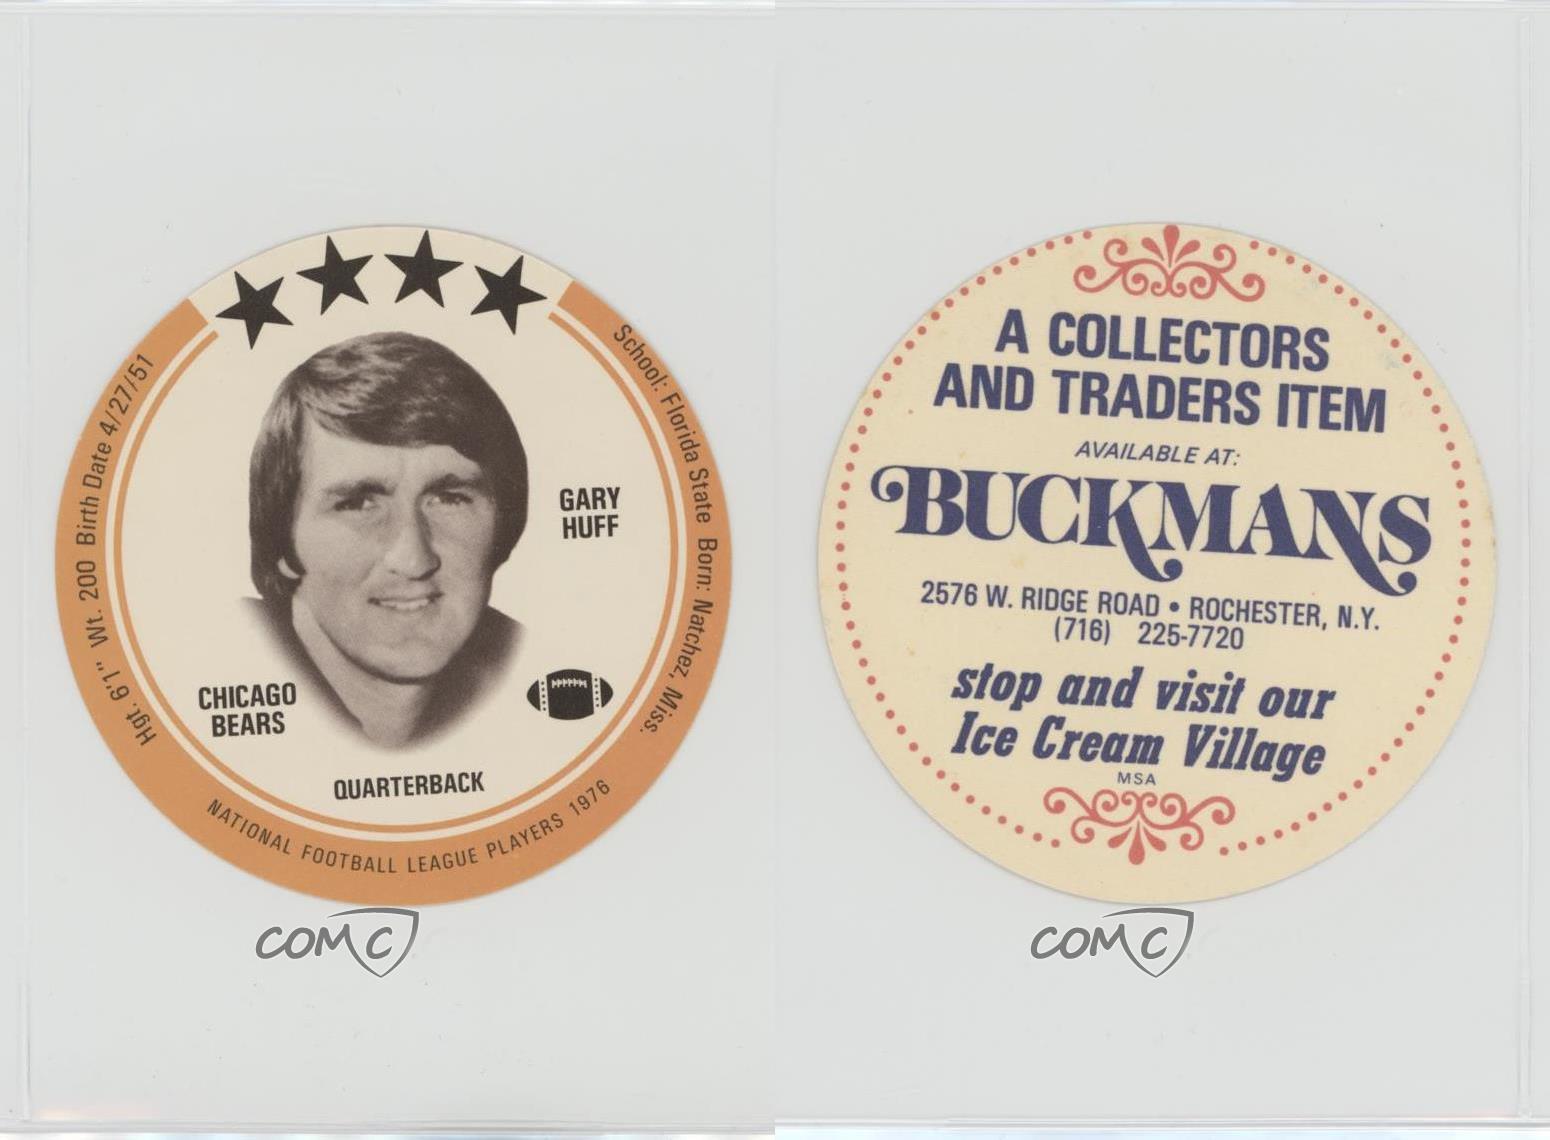 Hgt. 6'1" Wt. 200 Birth Date 4/27/51
School: Florida State Born: Natchez, Miss.
GARY
HUFF
CHICAGO
BEARS
QUARTERBACK
NATIONAL FOOTBALL LEAGUE PLAYERS 1976
COMC
A COLLECTORS
AND TRADERS ITEM
AVAILABLE AT:
BUCKMANS
2576 W. RIDGE ROAD • ROCHESTER, N.Y.
(716) 225-7720
stop and visit our
Ice Cream Village
MSA
COMC